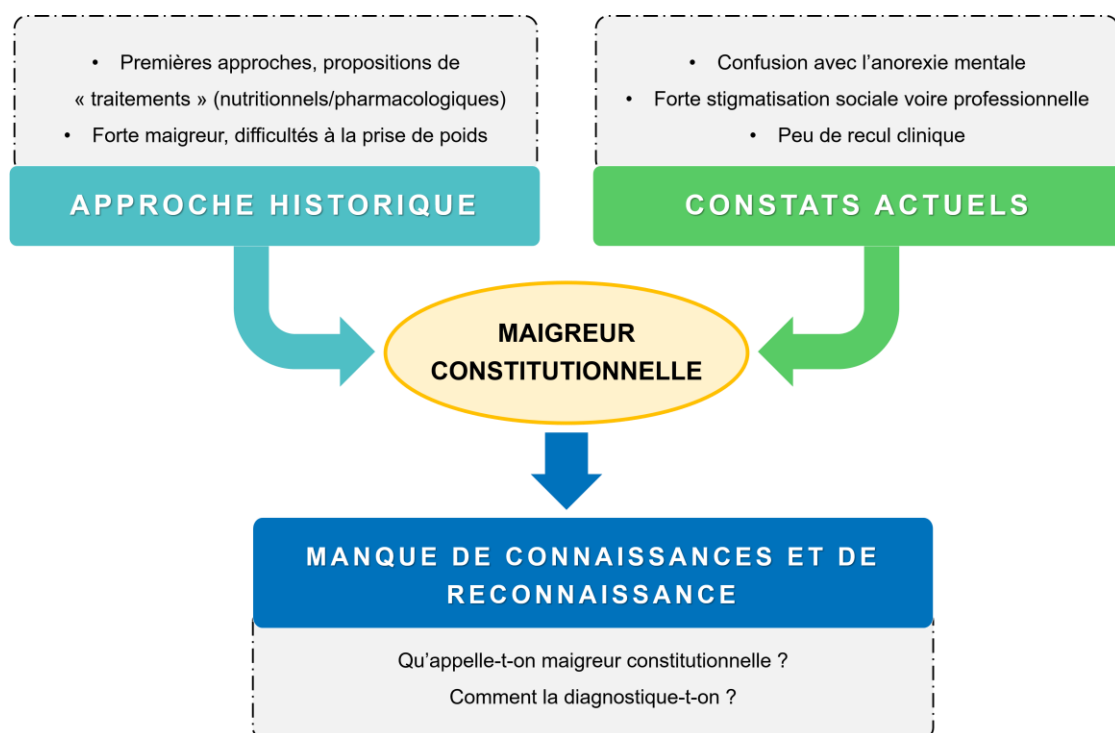 • Premières approches, propositions de
« traitements » (nutritionnels/pharmacologiques)
• Forte maigreur, difficultés à la prise de poids
APPROCHE HISTORIQUE
• Confusion avec l’anorexie mentale
• Forte stigmatisation sociale voire professionnelle
• Peu de recul clinique
CONSTATS ACTUELS
MAIGREUR
CONSTITUTIONNELLE
MANQUE DE CONNAISSANCES ET DE
RECONNAISSANCE
Qu’appelle-t-on maigreur constitutionnelle ?
Comment la diagnostique-t-on ?